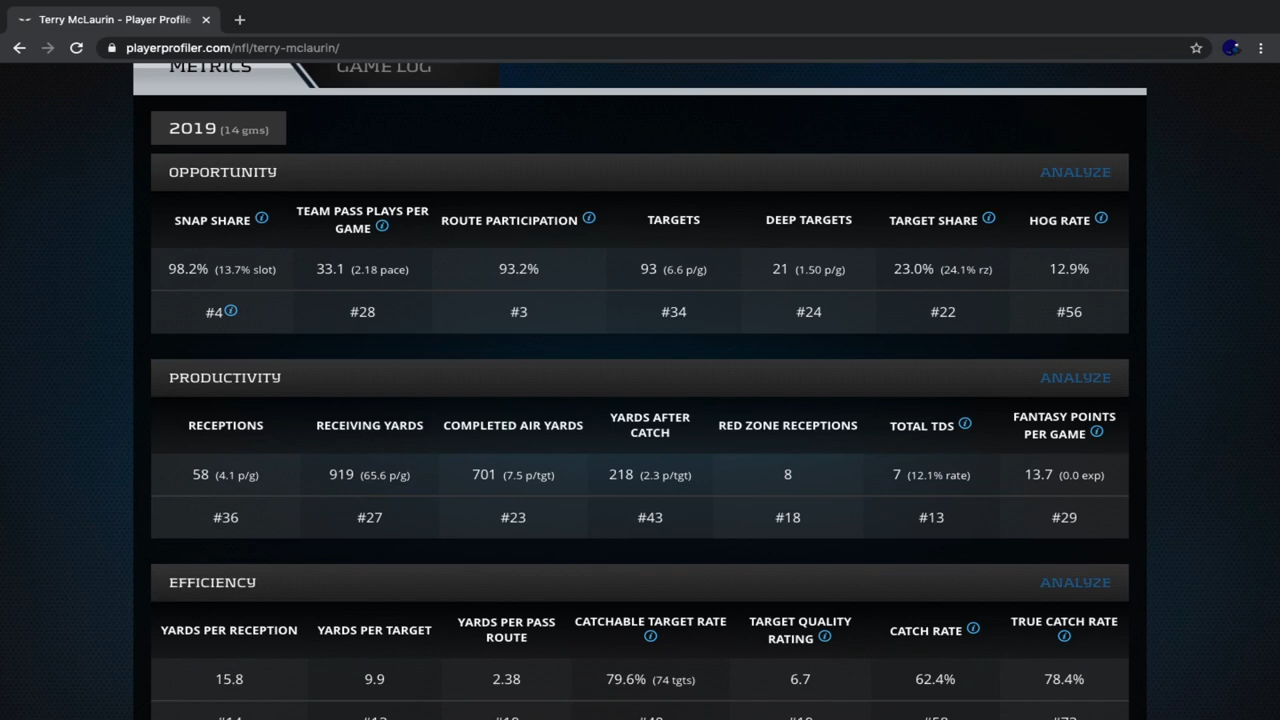 Terry McLaurin - Player Profile
playerprofiler.com/nfl/terry-mclaurin/
METRICS GAME LOG
2019 (14 gms)
OPPORTUNITY ANALYZE
SNAP SHARE TEAM PASS PLAYS PER GAME ROUTE PARTICIPATION TARGETS DEEP TARGETS TARGET SHARE HOG RATE
98.2% (13.7% slot) 33.1 (2.18 pace) 93.2% 93 (6.6 p/g) 21 (1.50 p/g) 23.0% (24.1% rz) 12.9%
#4 #28 #3 #34 #24 #22 #56
PRODUCTIVITY ANALYZE
RECEPTIONS RECEIVING YARDS COMPLETED AIR YARDS YARDS AFTER CATCH RED ZONE RECEPTIONS TOTAL TDS FANTASY POINTS PER GAME
58 (4.1 p/g) 919 (65.6 p/g) 701 (7.5 p/tgt) 218 (2.3 p/tgt) 8 7 (12.1% rate) 13.7 (0.0 exp)
#36 #27 #23 #43 #18 #13 #29
EFFICIENCY ANALYZE
YARDS PER RECEPTION YARDS PER TARGET YARDS PER PASS ROUTE CATCHABLE TARGET RATE TARGET QUALITY RATING CATCH RATE TRUE CATCH RATE
15.8 9.9 2.38 79.6% (74 tgts) 6.7 62.4% 78.4%